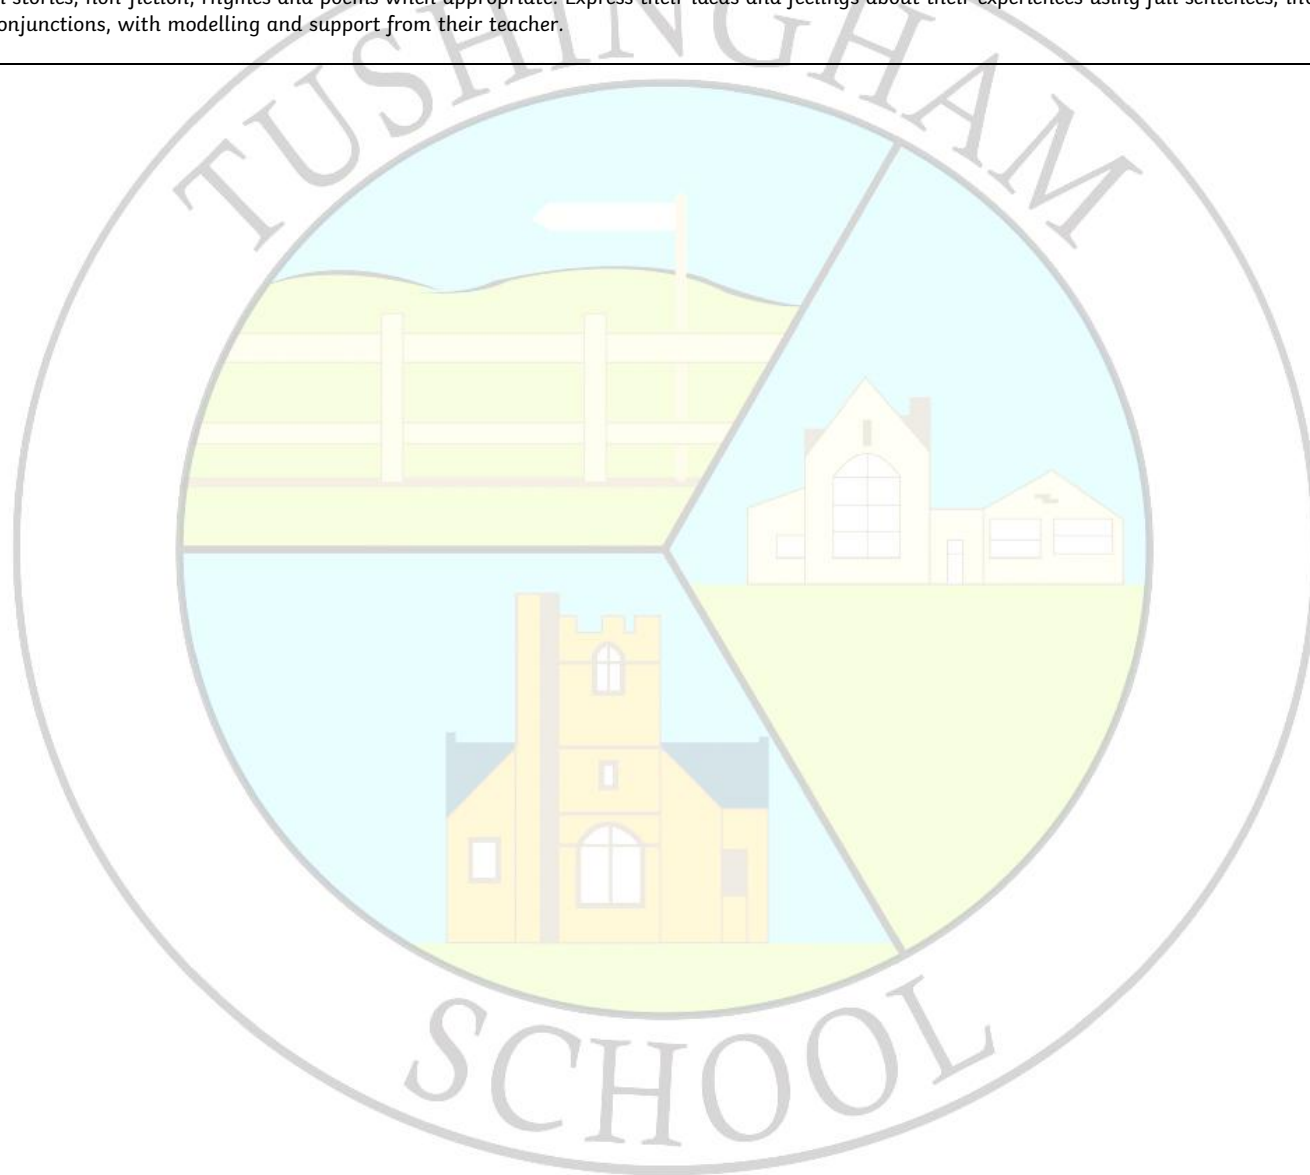 stories, non-fiction, rhymes and poems when appropriate. Express their ideas and feelings about their experiences using full sentences,
onjunctions, with modelling and support from their teacher.
TUSHINGHAM
SCHOOL